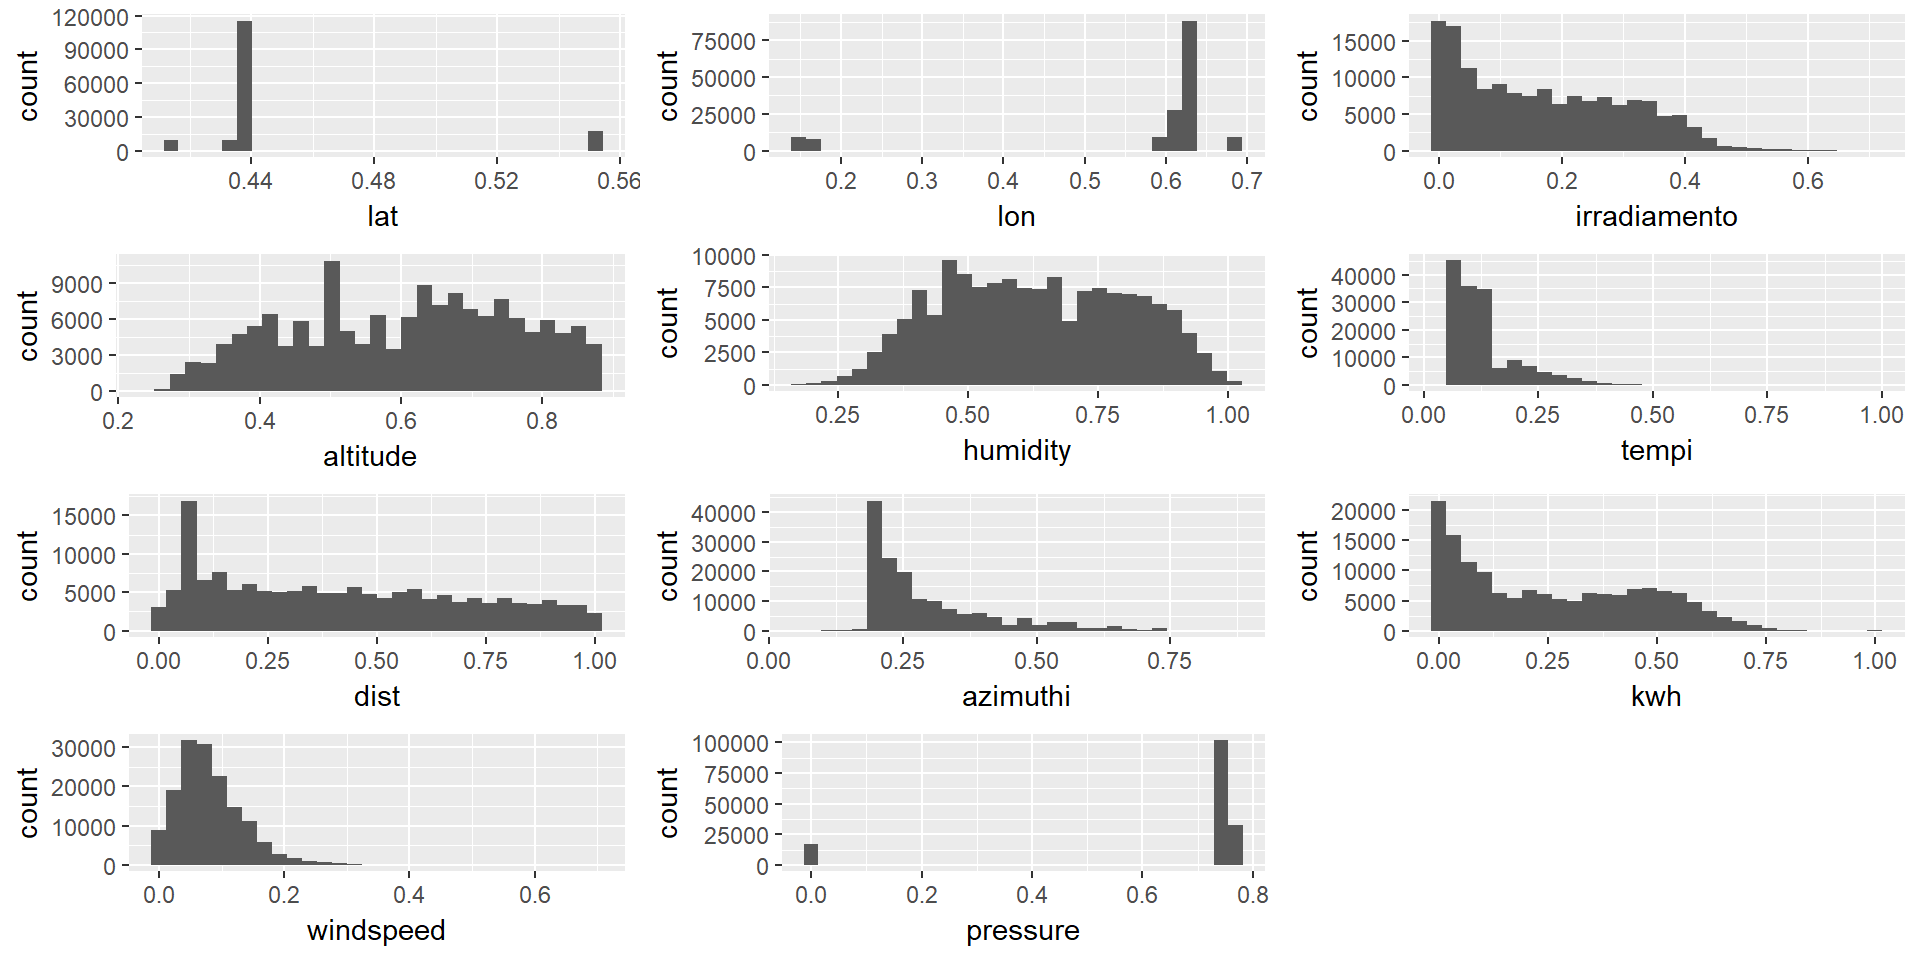 count
120000
90000
60000
30000
0
0.44 0.48 0.52 0.56
lat
count
75000
50000
25000
0
0.2 0.3 0.4 0.5 0.6 0.7
lon
count
15000
10000
5000
0
0.0 0.2 0.4 0.6
irradiamento
count
9000
6000
3000
0
0.2 0.4 0.6 0.8
altitude
count
10000
7500
5000
2500
0
0.25 0.50 0.75 1.00
humidity
count
40000
30000
20000
10000
0
0.00 0.25 0.50 0.75 1.00
tempi
count
15000
10000
5000
0
0.00 0.25 0.50 0.75 1.00
dist
count
40000
30000
20000
10000
0
0.00 0.25 0.50 0.75
azimuthi
count
20000
15000
10000
5000
0
0.00 0.25 0.50 0.75 1.00
kwh
count
30000
20000
10000
0
0.0 0.2 0.4 0.6
windspeed
count
100000
75000
50000
25000
0
0.0 0.2 0.4 0.6 0.8
pressure